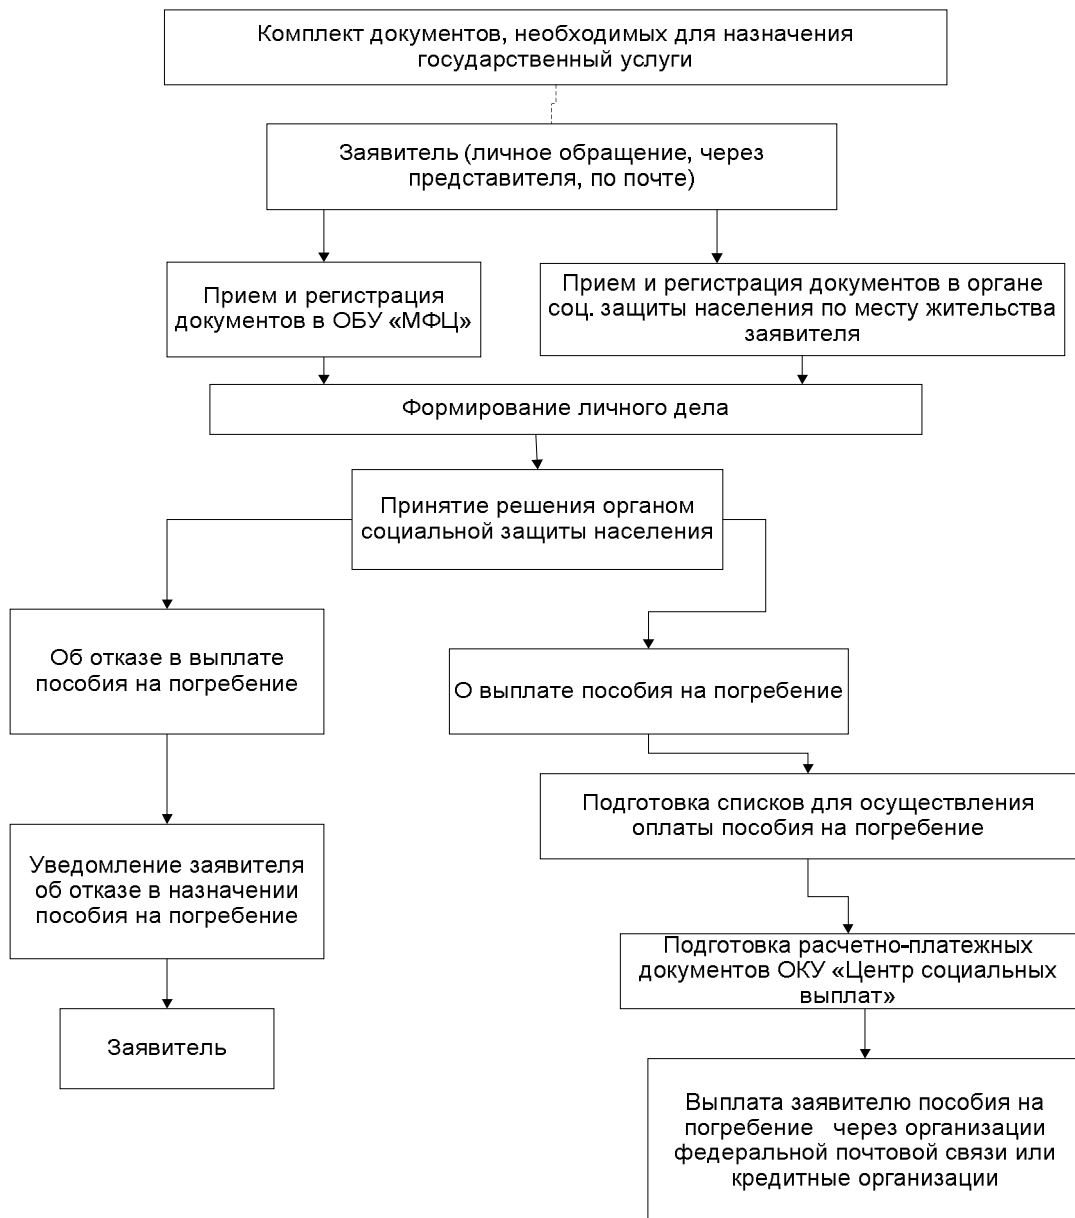 Комплект документов, необходимых для назначения
государственный услуги
Заявитель (личное обращение, через
представителя, по почте)
Прием и регистрация
документов в ОБУ «МФЦ»
Прием и регистрация документов в органе
соц. защиты населения по месту жительства
заявителя
Формирование личного дела
Принятие решения органом
социальной защиты населения
Об отказе в выплате
пособия на погребение
О выплате пособия на погребение
Подготовка списков для осуществления
оплаты пособия на погребение
Уведомление заявителя
об отказе в назначении
пособия на погребение
Подготовка расчетно-платежных
документов ОКУ «Центр социальных
выплат»
Заявитель
Выплата заявителю пособия на
погребение через организации
федеральной почтовой связи или
кредитные организации